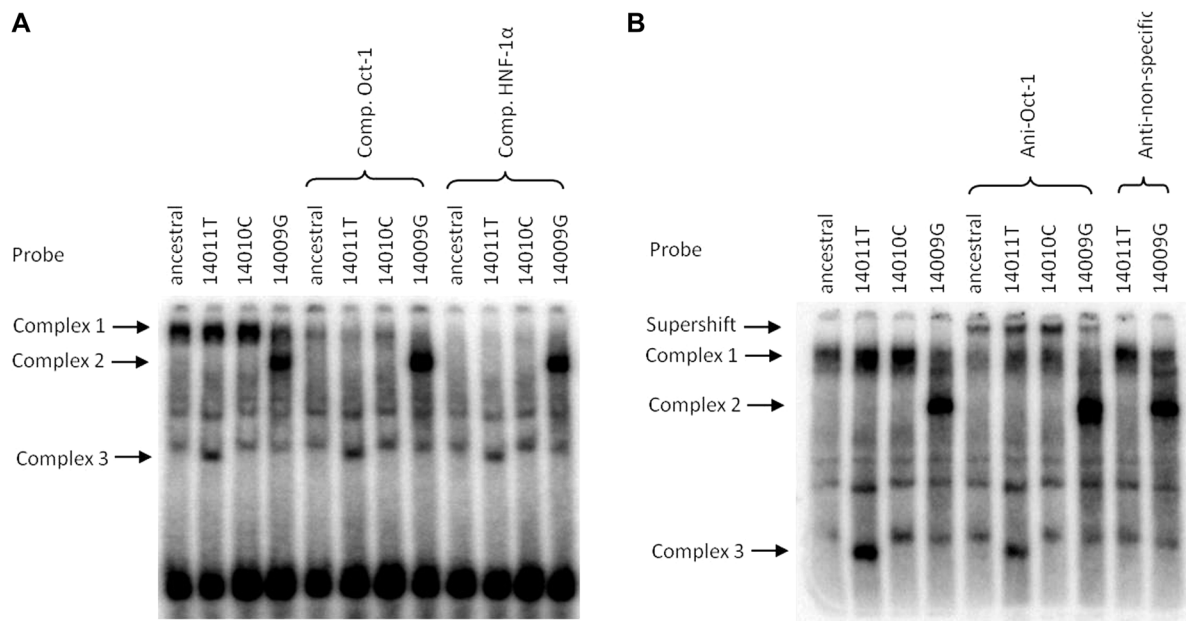 A
Comp. Oct-1
Comp. HNF-1α
Probe
ancestral
14011T
14010C
14009G
ancestral
14011T
14010C
14009G
ancestral
14011T
14010C
14009G
Complex 1
Complex 2
Complex 3
B
Ani-Oct-1
Anti-non-specific
Probe
ancestral
14011T
14010C
14009G
ancestral
14011T
14010C
14009G
14011T
14009G
Supershift
Complex 1
Complex 2
Complex 3